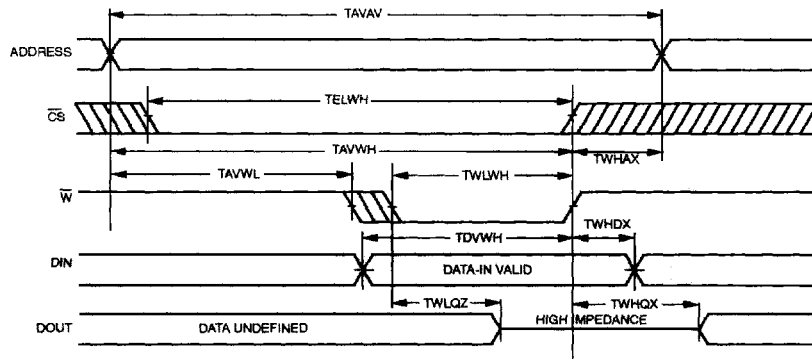 TAVAV
ADDRESS
TELWH
CS
TAVWH
TWHAX
TAVWL
TWLWH
W
TDVWH
TWHDX
DIN
DATA-IN VALID
TWLQZ
TWHQX
DOUT
DATA UNDEFINED
HIGH IMPEDANCE